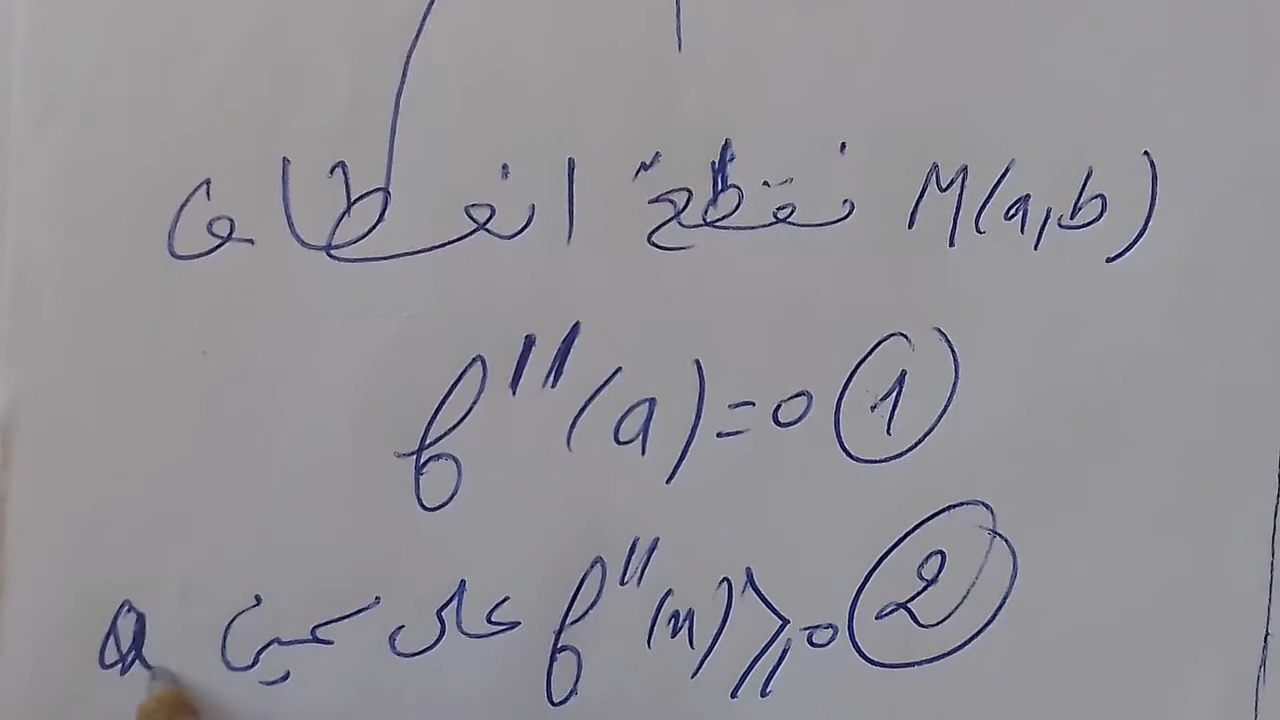 M(a,b) نقطة انعطاف
① f''(a)=0
② f''(x)≥0 على يمين a